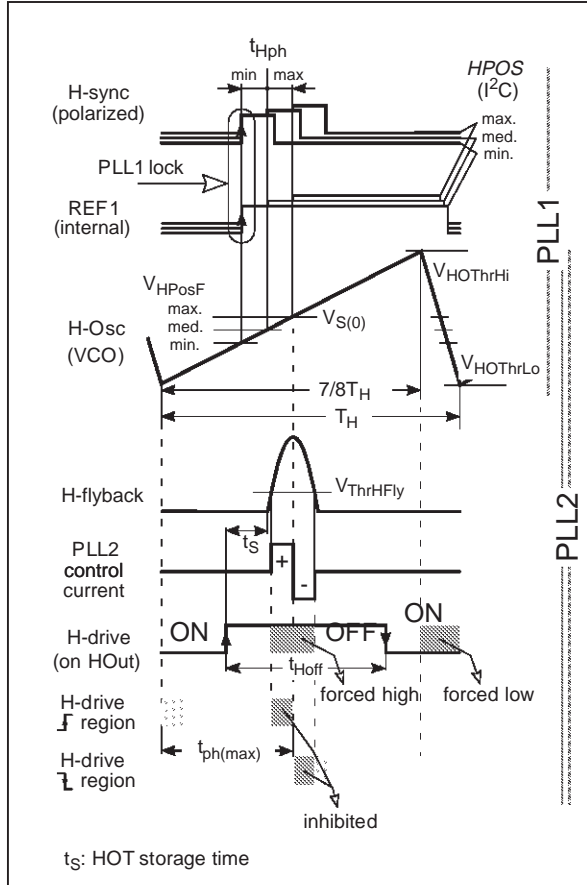 tHph
min max
HPOS
(I²C)
H-sync
(polarized)
max.
med.
min.
PLL1 lock
REF1
(internal)
PLL1
VHPosF
max.
med.
min.
VHOThrHi
VS(0)
H-Osc
(VCO)
VHOThrLo
7/8TH
TH
PLL2
H-flyback
VThrHFly
tS
PLL2
control
current
+
-
H-drive
(on HOut)
ON
OFF
ON
tHoff
forced high
forced low
H-drive
region
tph(max)
H-drive
region
inhibited
tS: HOT storage time